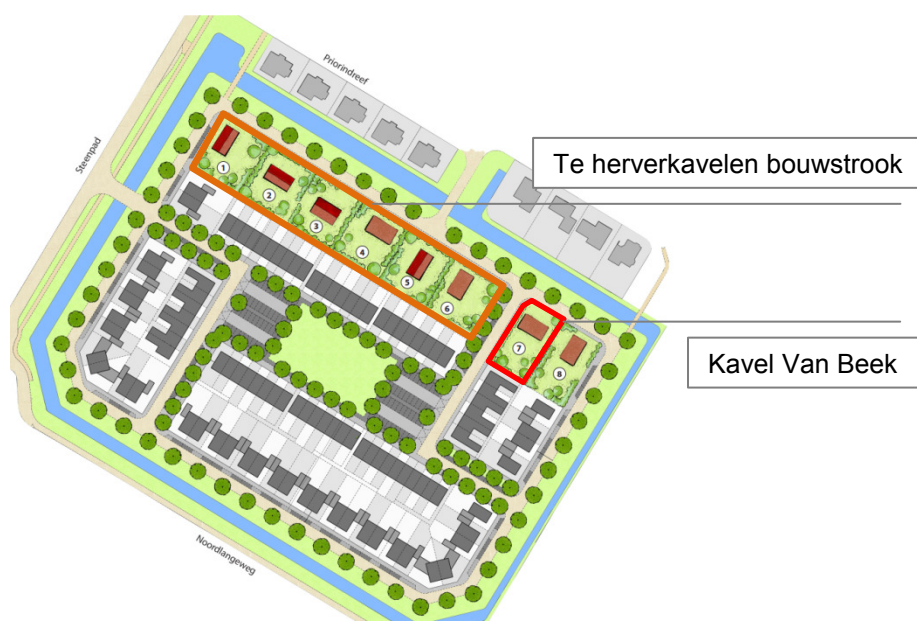 Priorindreef
Steenpad
Te herverkavelen bouwstrook
1
2
3
4
5
6
7
8
Kavel Van Beek
Noordlangeweg